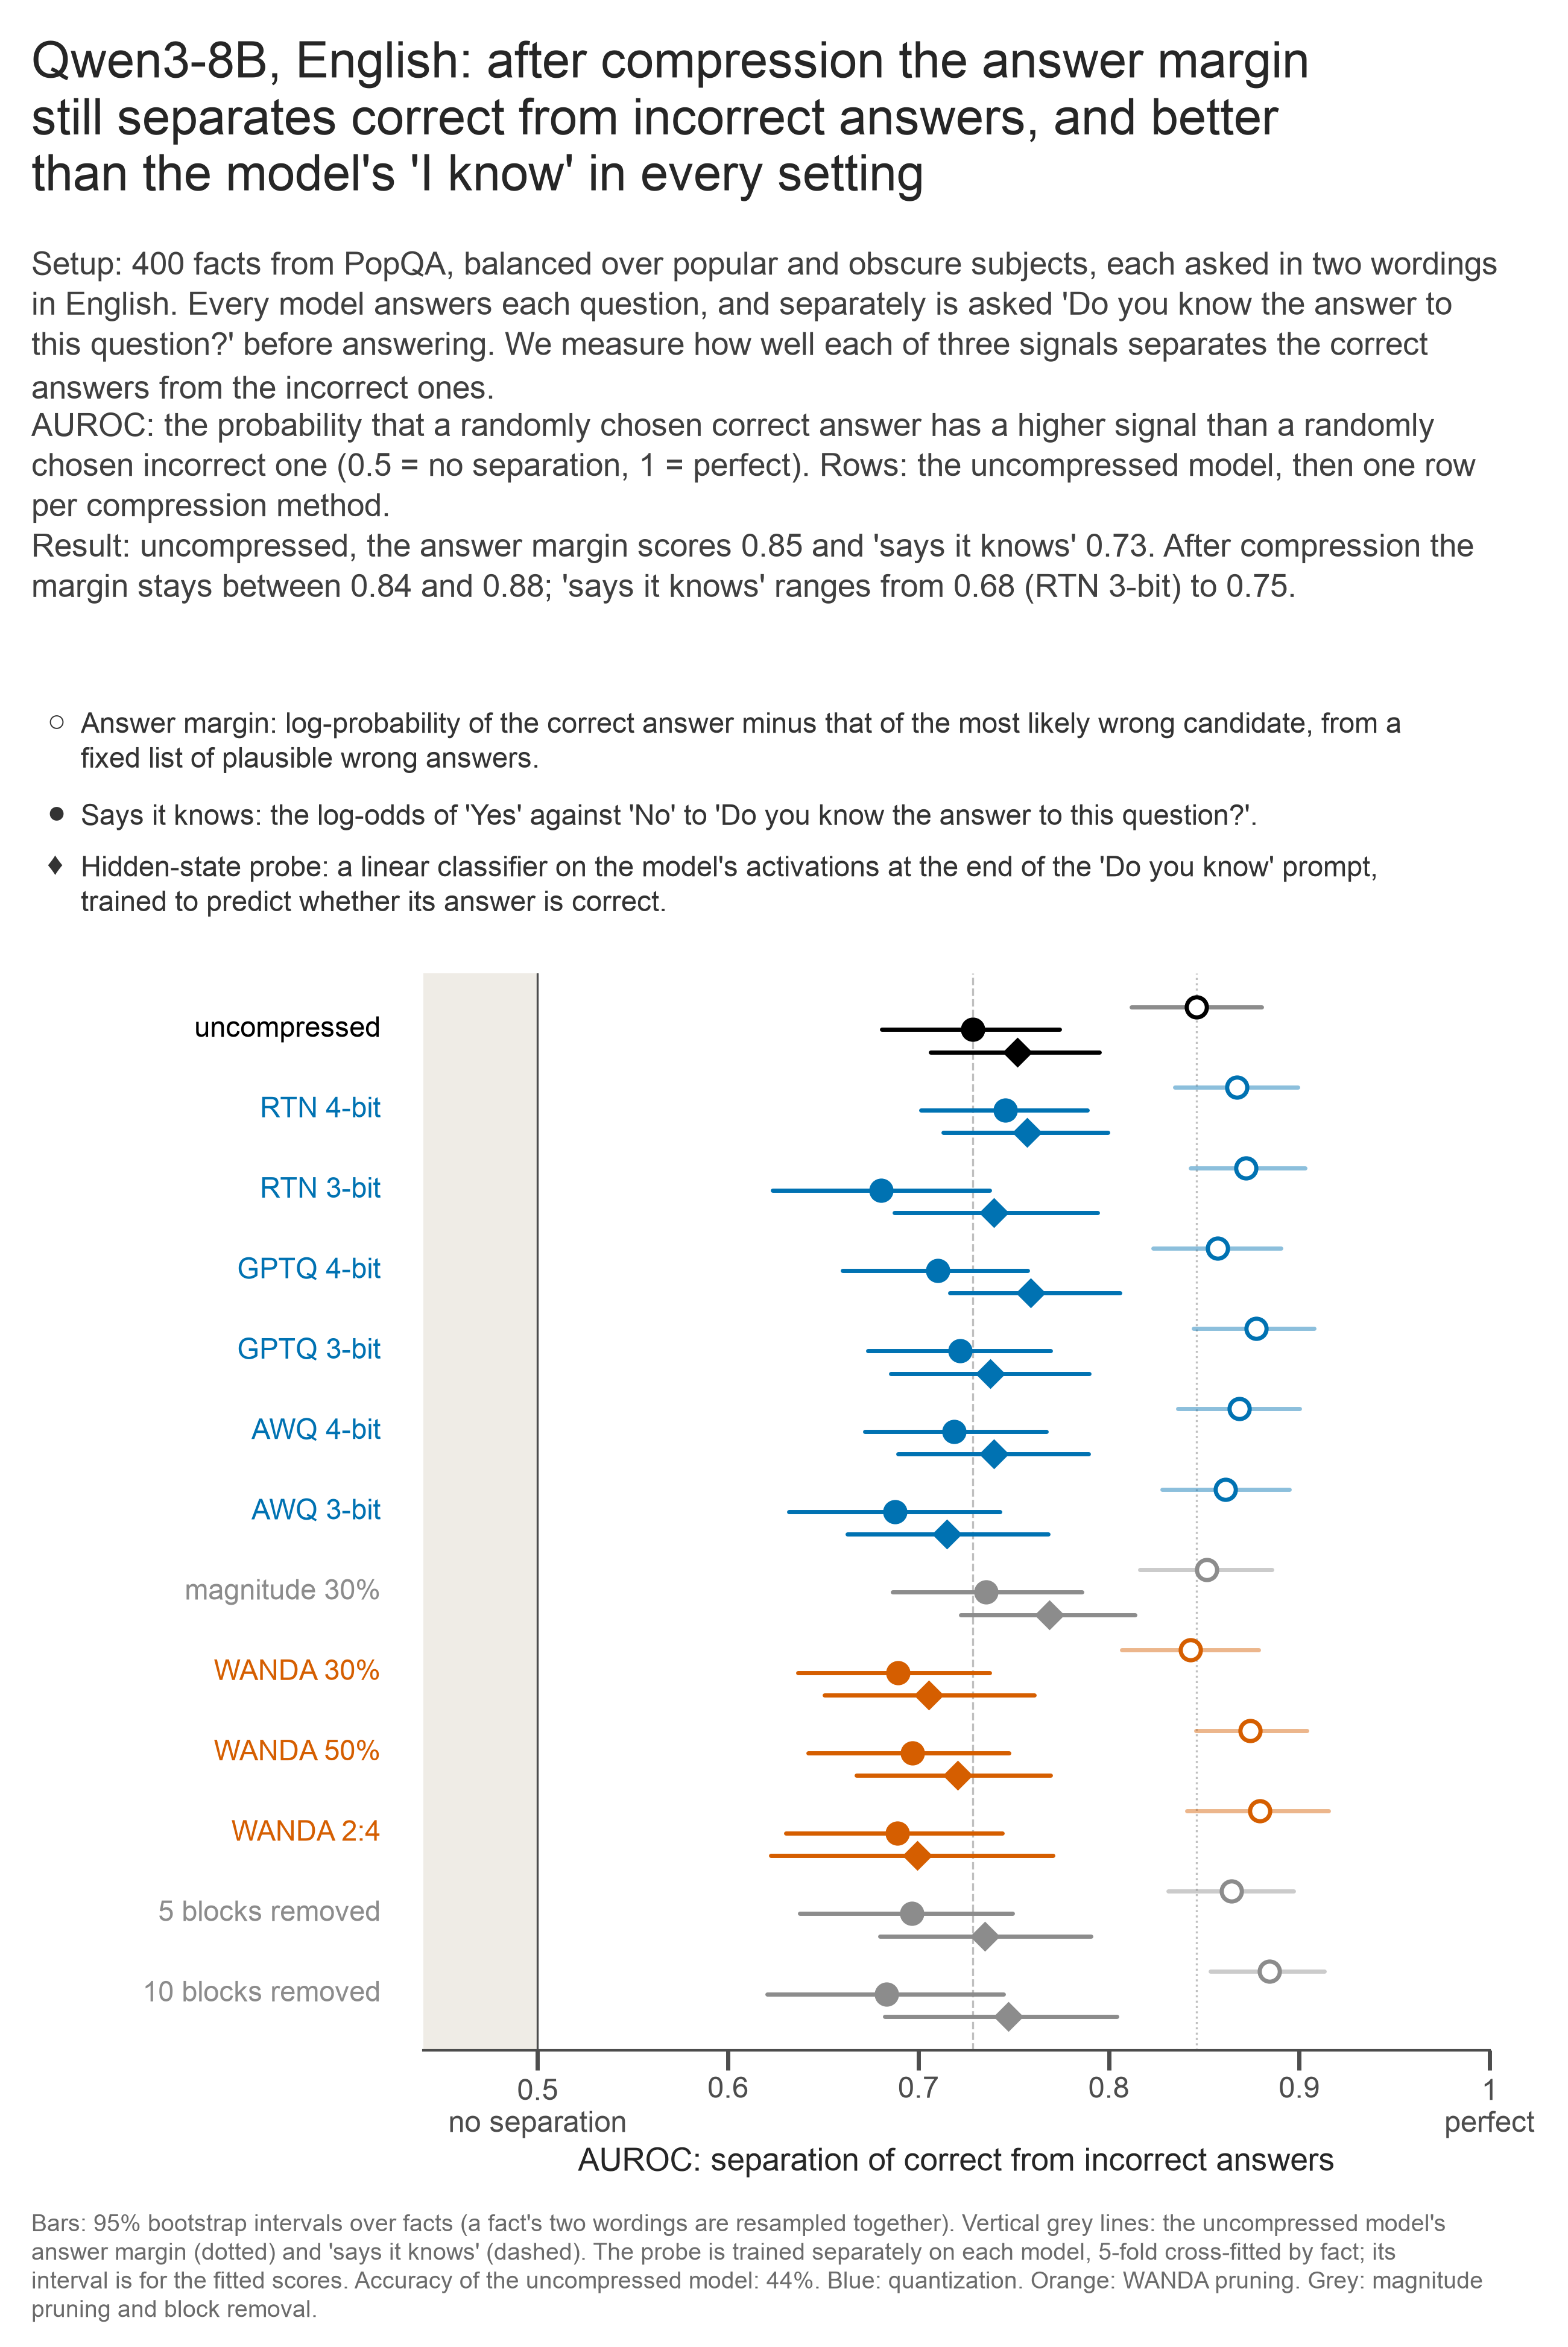 Qwen3-8B, English: after compression the answer margin
still separates correct from incorrect answers, and better
than the model's 'I know' in every setting
Setup: 400 facts from PopQA, balanced over popular and obscure subjects, each asked in two wordings
in English. Every model answers each question, and separately is asked 'Do you know the answer to
this question?' before answering. We measure how well each of three signals separates the correct
answers from the incorrect ones.
AUROC: the probability that a randomly chosen correct answer has a higher signal than a randomly
chosen incorrect one (0.5 = no separation, 1 = perfect). Rows: the uncompressed model, then one row
per compression method.
Result: uncompressed, the answer margin scores 0.85 and 'says it knows' 0.73. After compression the
margin stays between 0.84 and 0.88; 'says it knows' ranges from 0.68 (RTN 3-bit) to 0.75.
Answer margin: log-probability of the correct answer minus that of the most likely wrong candidate, from a
fixed list of plausible wrong answers.
Says it knows: the log-odds of 'Yes' against 'No' to 'Do you know the answer to this question?'.
Hidden-state probe: a linear classifier on the model's activations at the end of the 'Do you know' prompt,
trained to predict whether its answer is correct.
uncompressed
RTN 4-bit
RTN 3-bit
GPTQ 4-bit
GPTQ 3-bit
AWQ 4-bit
AWQ 3-bit
magnitude 30%
WANDA 30%
WANDA 50%
WANDA 2:4
5 blocks removed
10 blocks removed
0.5 0.6 0.7 0.8 0.9 1
no separation perfect
AUROC: separation of correct from incorrect answers
Bars: 95% bootstrap intervals over facts (a fact's two wordings are resampled together). Vertical grey lines: the uncompressed model's
answer margin (dotted) and 'says it knows' (dashed). The probe is trained separately on each model, 5-fold cross-fitted by fact; its
interval is for the fitted scores. Accuracy of the uncompressed model: 44%. Blue: quantization. Orange: WANDA pruning. Grey: magnitude
pruning and block removal.